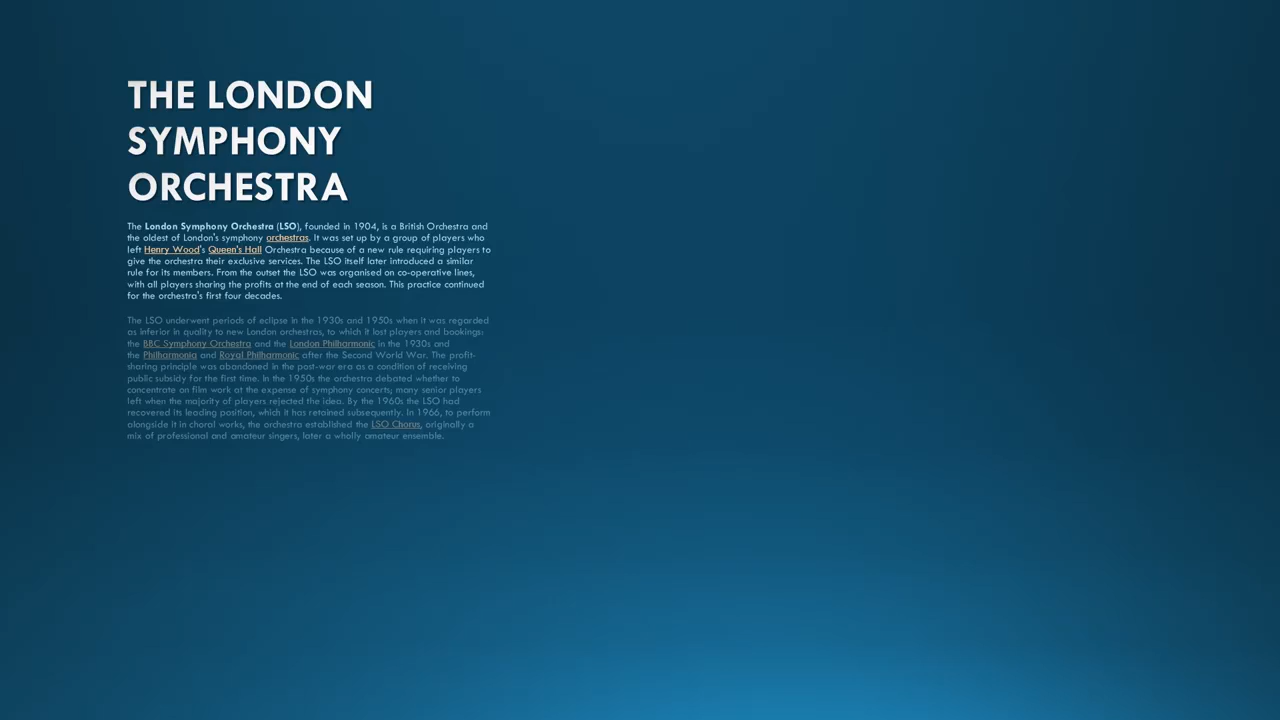 THE LONDON
SYMPHONY
ORCHESTRA
The London Symphony Orchestra (LSO), founded in 1904, is a British Orchestra and
the oldest of London's symphony orchestras. It was set up by a group of players who
left Henry Wood's Queen's Hall Orchestra because of a new rule requiring players to
give the orchestra their exclusive services. The LSO itself later introduced a similar
rule for its members. From the outset the LSO was organised on co-operative lines,
with all players sharing the profits at the end of each season. This practice continued
for the orchestra's first four decades.
The LSO underwent periods of eclipse in the 1930s and 1950s when it was regarded
as inferior in quality to new London orchestras, to which it lost players and bookings:
the BBC Symphony Orchestra and the London Philharmonic in the 1930s and
the Philharmonia and Royal Philharmonic after the Second World War. The profit-
sharing principle was abandoned in the post-war era as a condition of receiving
public subsidy for the first time. In the 1950s the orchestra debated whether to
concentrate on film work at the expense of symphony concerts; many senior players
left when the majority of players rejected the idea. By the 1960s the LSO had
recovered its leading position, which it has retained subsequently. In 1966, to perform
alongside it in choral works, the orchestra established the LSO Chorus, originally a
mix of professional and amateur singers, later a wholly amateur ensemble.